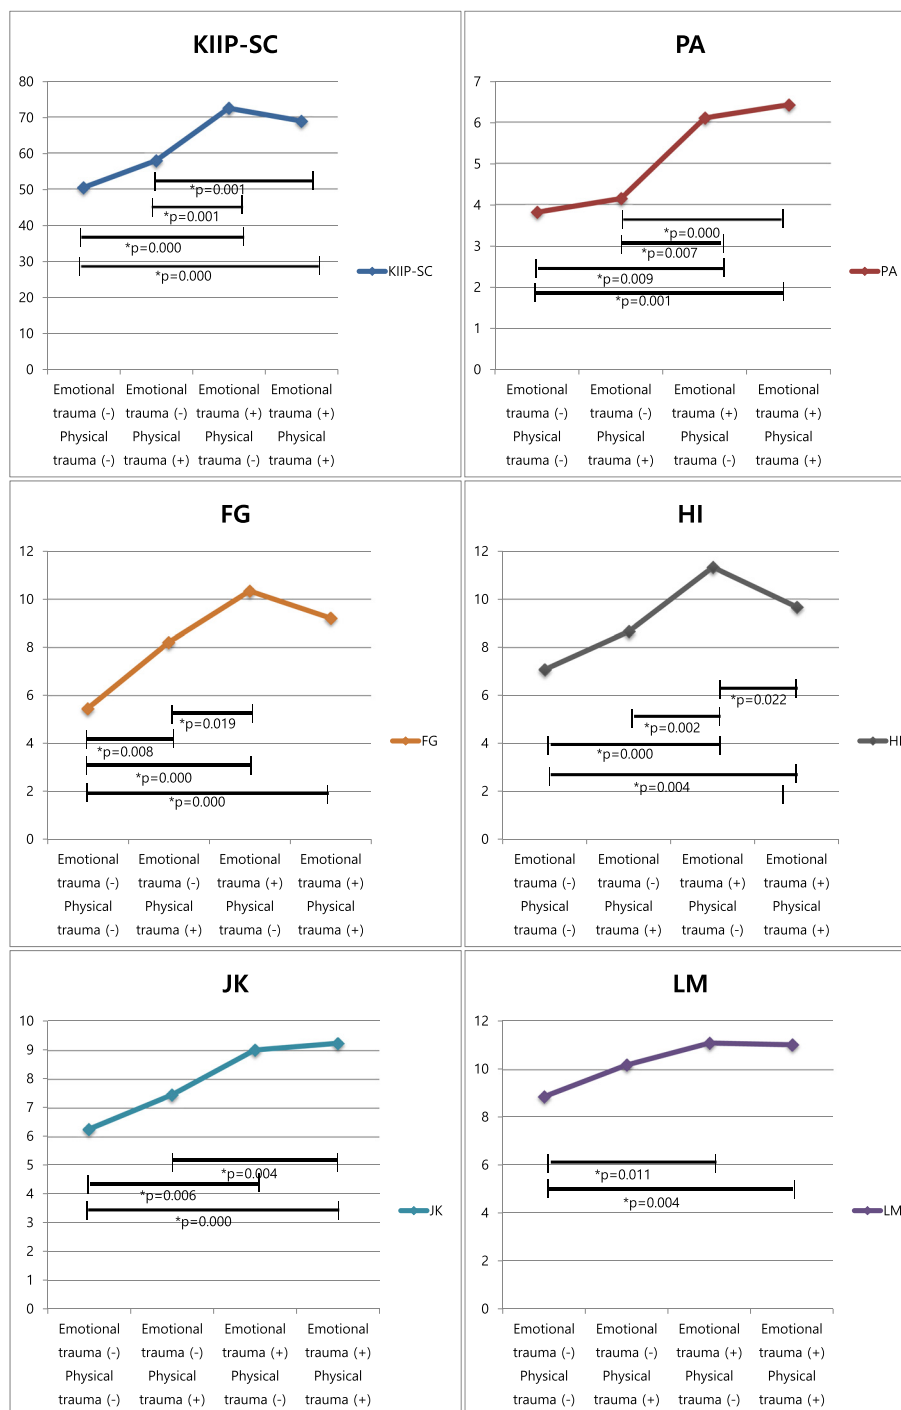 KIIP-SC
80
70
60
50
40
30
20
10
0
*p=0.001
*p=0.001
*p=0.000
*p=0.000
KIIP-SC
Emotional Emotional Emotional Emotional
trauma (-) trauma (-) trauma (+) trauma (+)
Physical Physical Physical Physical
trauma (-) trauma (+) trauma (-) trauma (+)
PA
7
6
5
4
3
2
1
0
*p=0.000
*p=0.007
*p=0.009
*p=0.001
PA
Emotional Emotional Emotional Emotional
trauma (-) trauma (-) trauma (+) trauma (+)
Physical Physical Physical Physical
trauma (-) trauma (+) trauma (-) trauma (+)
FG
12
10
8
6
4
2
0
*p=0.019
*p=0.008
*p=0.000
*p=0.000
FG
Emotional Emotional Emotional Emotional
trauma (-) trauma (-) trauma (+) trauma (+)
Physical Physical Physical Physical
trauma (-) trauma (+) trauma (-) trauma (+)
HI
12
10
8
6
4
2
0
*p=0.022
*p=0.002
*p=0.000
*p=0.004
HI
Emotional Emotional Emotional Emotional
trauma (-) trauma (-) trauma (+) trauma (+)
Physical Physical Physical Physical
trauma (-) trauma (+) trauma (-) trauma (+)
JK
10
9
8
7
6
5
4
3
2
1
0
*p=0.004
*p=0.006
*p=0.000
JK
Emotional Emotional Emotional Emotional
trauma (-) trauma (-) trauma (+) trauma (+)
Physical Physical Physical Physical
trauma (-) trauma (+) trauma (-) trauma (+)
LM
12
10
8
6
4
2
0
*p=0.011
*p=0.004
LM
Emotional Emotional Emotional Emotional
trauma (-) trauma (-) trauma (+) trauma (+)
Physical Physical Physical Physical
trauma (-) trauma (+) trauma (-) trauma (+)